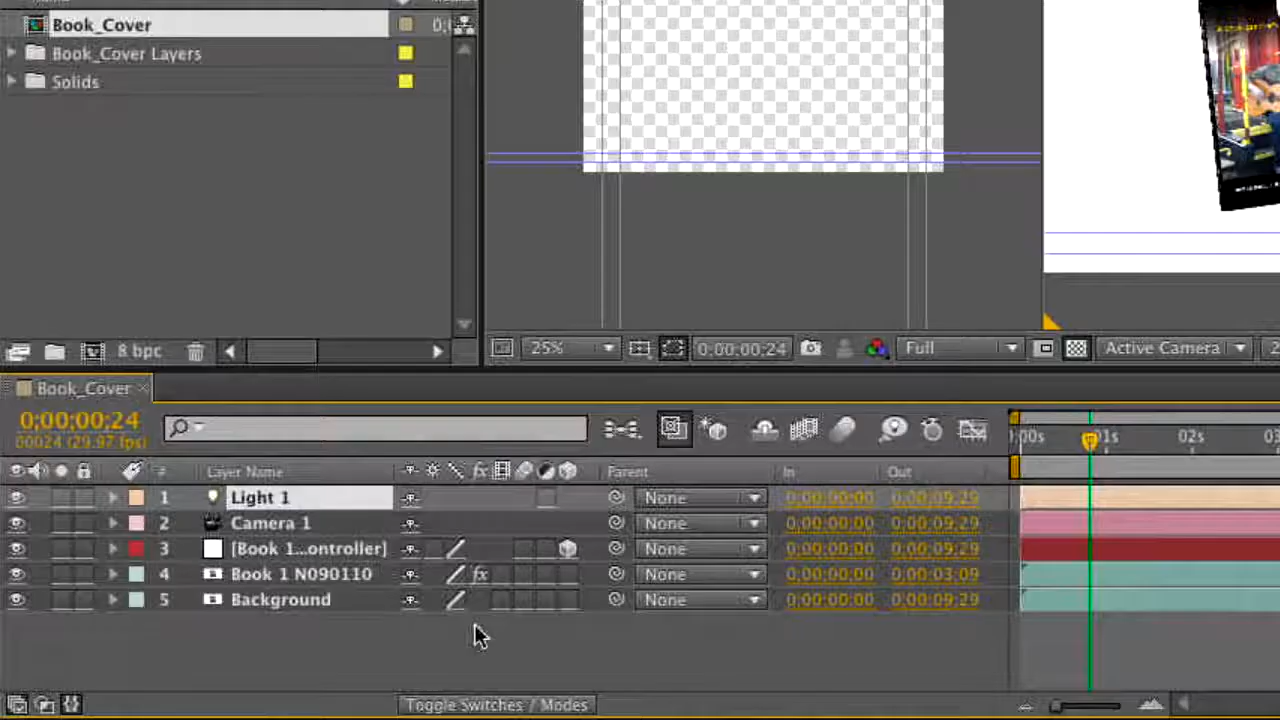 Book_Cover
0;(
Book_Cover Layers
Solids
8 bpc
25%
0:00:00:24
Full
Active Camera
2
Book_Cover
0;00;00;24
00024 (29.97 fps)
# Layer Name Parent In Out
):00s 01s 02s 03
1 Light 1 None 0:00:00:00 0:00:09:29
2 Camera 1 None 0:00:00:00 0:00:09:29
3 [Book 1...ontroller] None 0:00:00:00 0:00:09:29
4 Book 1 N090110 fx None 0:00:00:00 0:00:03:09
5 Background None 0:00:00:00 0:00:09:29
Toggle Switches / Modes